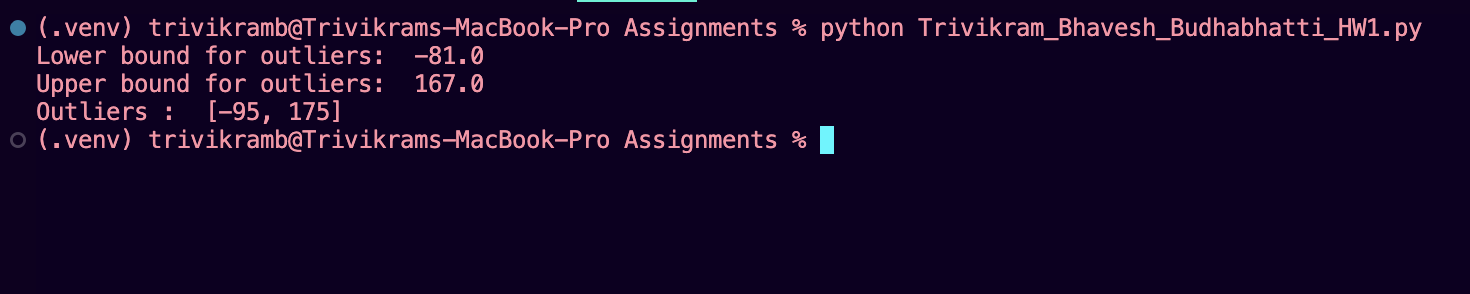 (.venv) trivikramb@Trivikrams-MacBook-Pro Assignments % python Trivikram_Bhavesh_Budhabhatti_HW1.py
Lower bound for outliers:  -81.0
Upper bound for outliers:  167.0
Outliers :  [-95, 175]
(.venv) trivikramb@Trivikrams-MacBook-Pro Assignments %